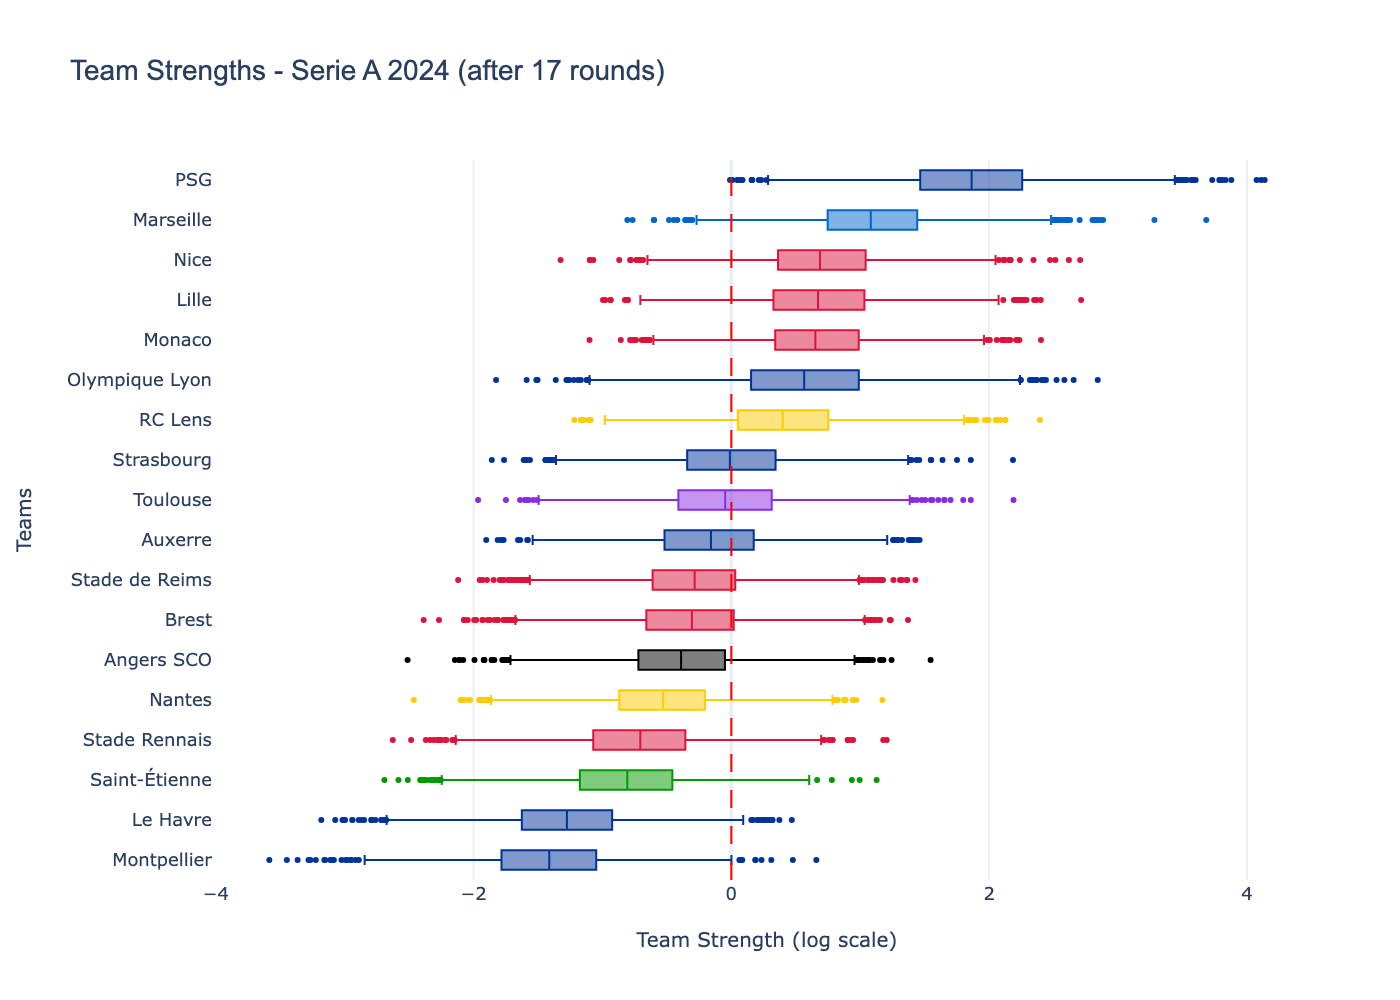 Team Strengths - Serie A 2024 (after 17 rounds)
PSG
Marseille
Nice
Lille
Monaco
Olympique Lyon
RC Lens
Strasbourg
Toulouse
Auxerre
Stade de Reims
Brest
Angers SCO
Nantes
Stade Rennais
Saint-Étienne
Le Havre
Montpellier
Teams
−4 −2 0 2 4
Team Strength (log scale)